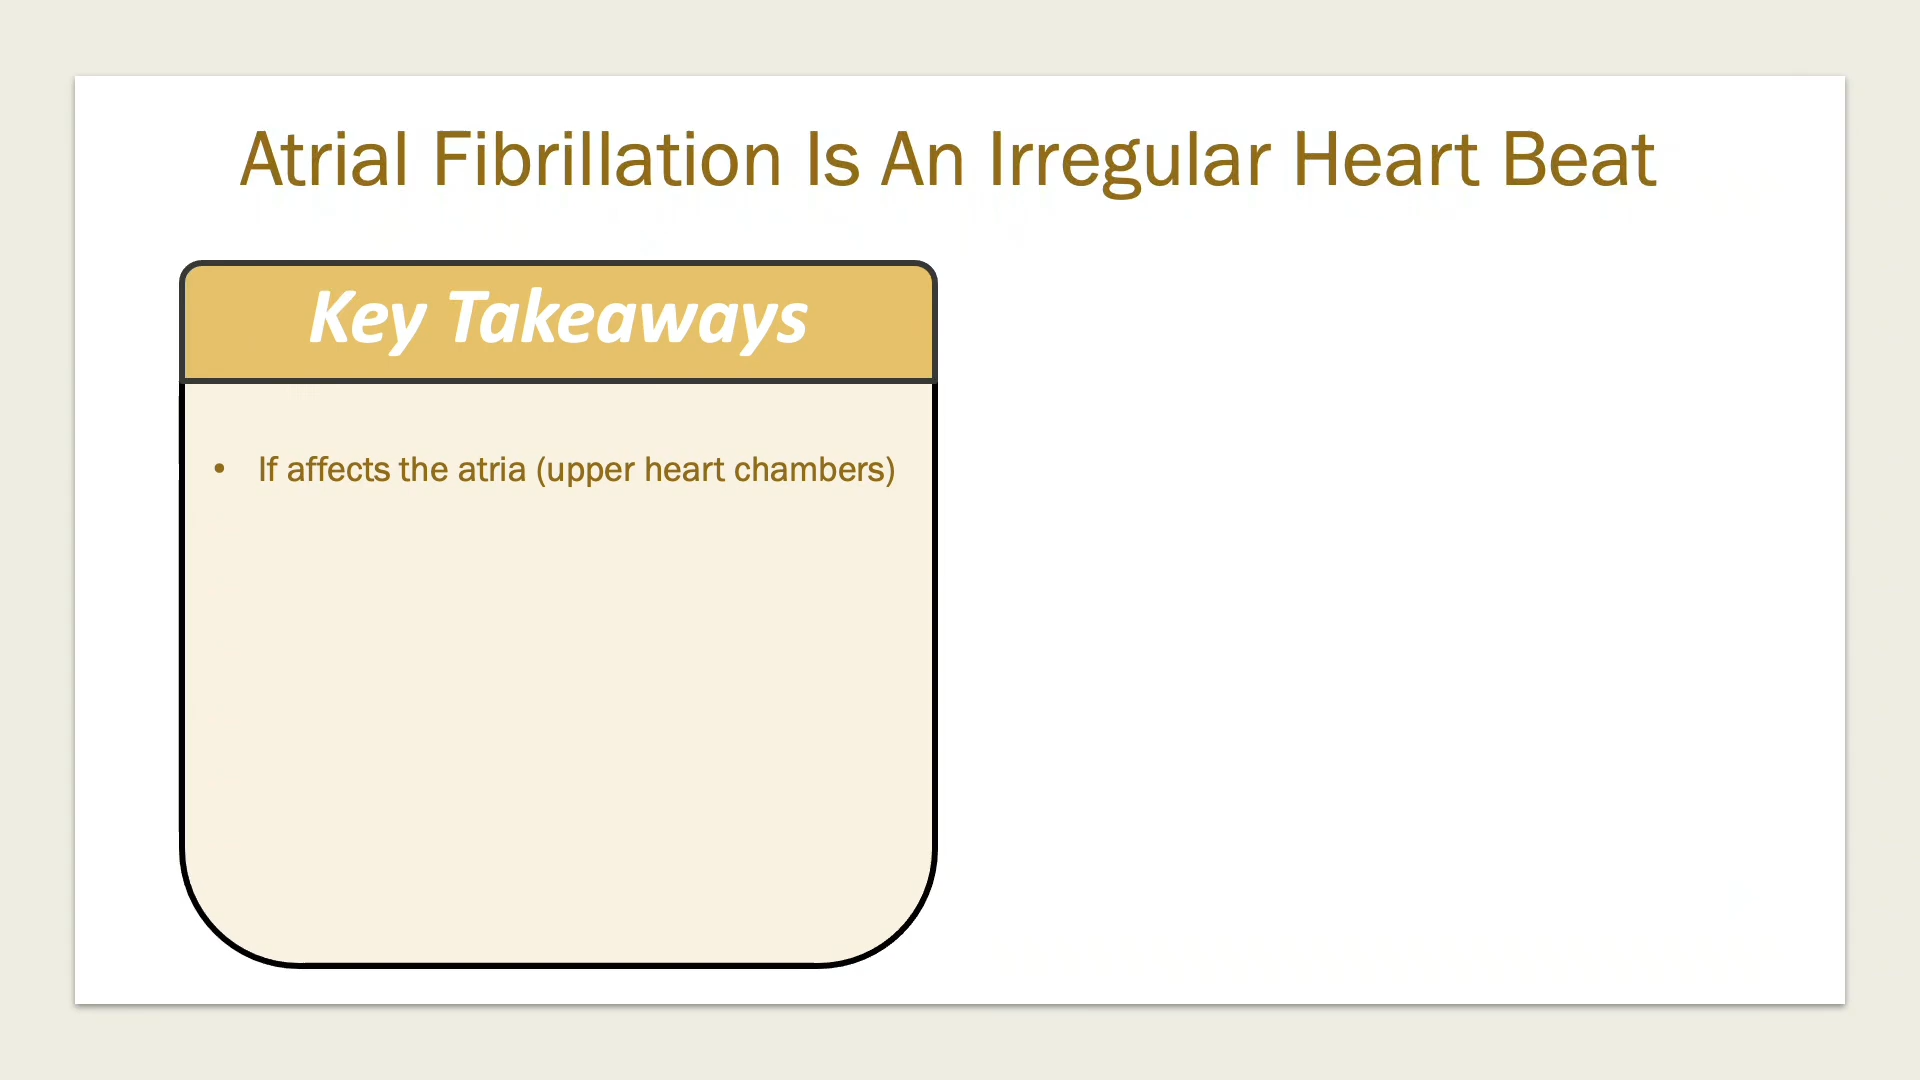 Atrial Fibrillation Is An Irregular Heart Beat
Key Takeaways
• If affects the atria (upper heart chambers)